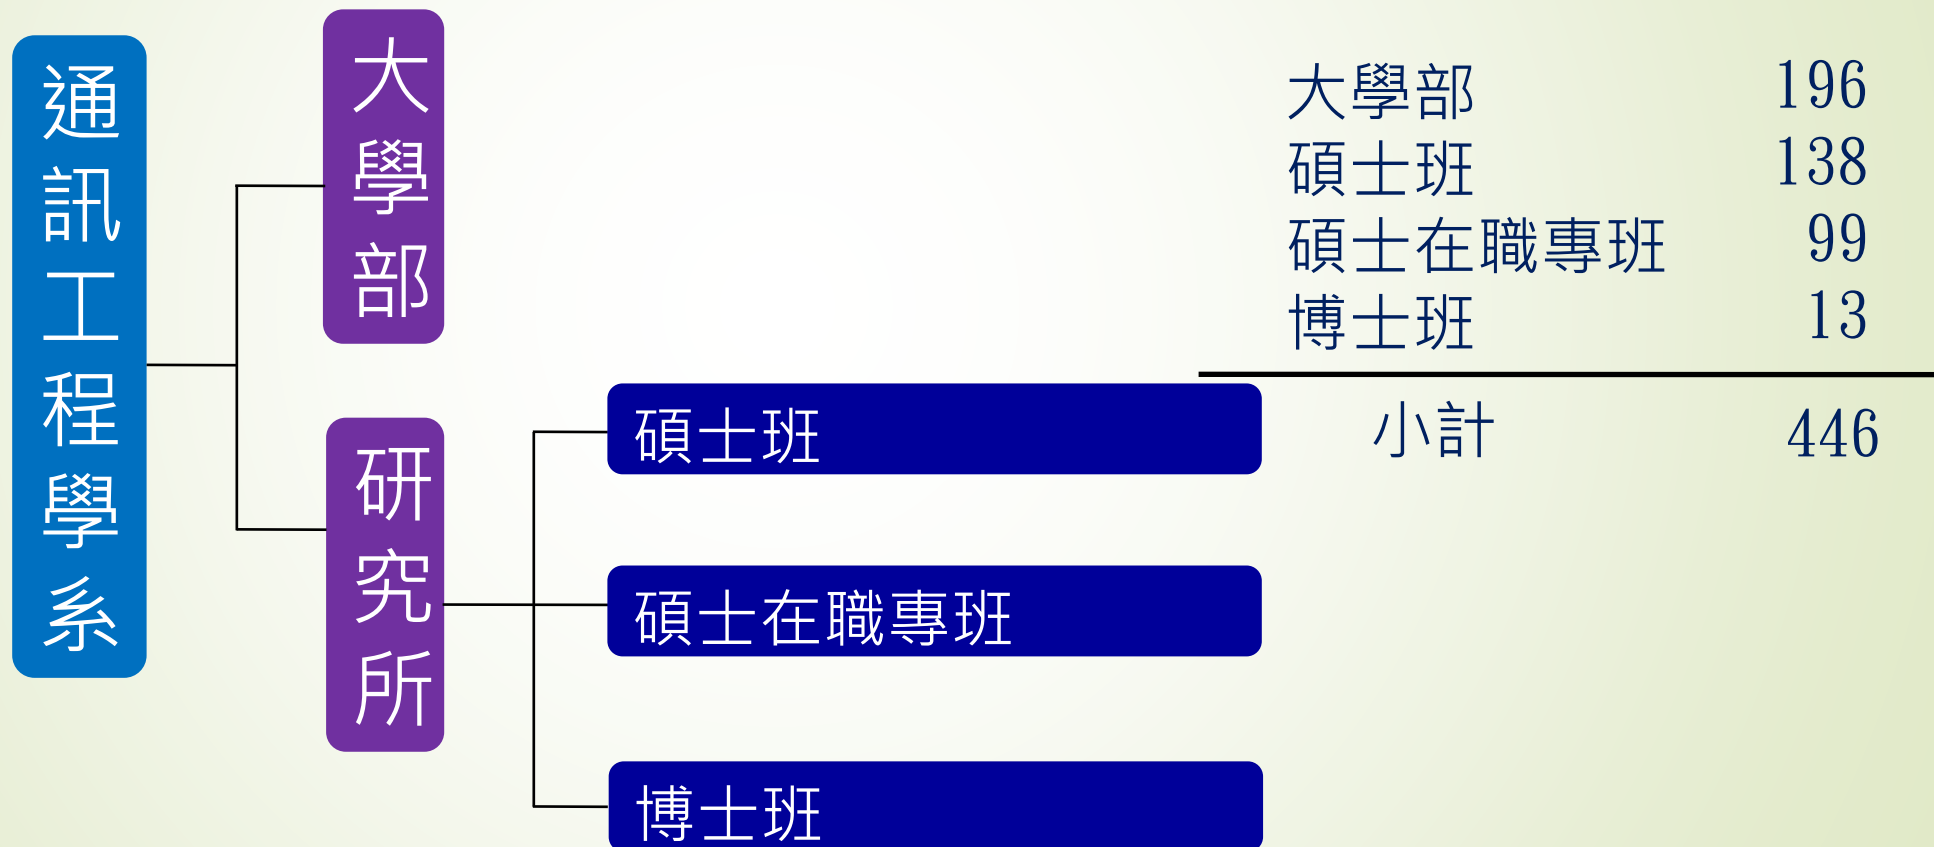 通訊工程學系
大學部
研究所
碩士班
碩士在職專班
博士班
大學部 196
碩士班 138
碩士在職專班 99
博士班 13
小計 446